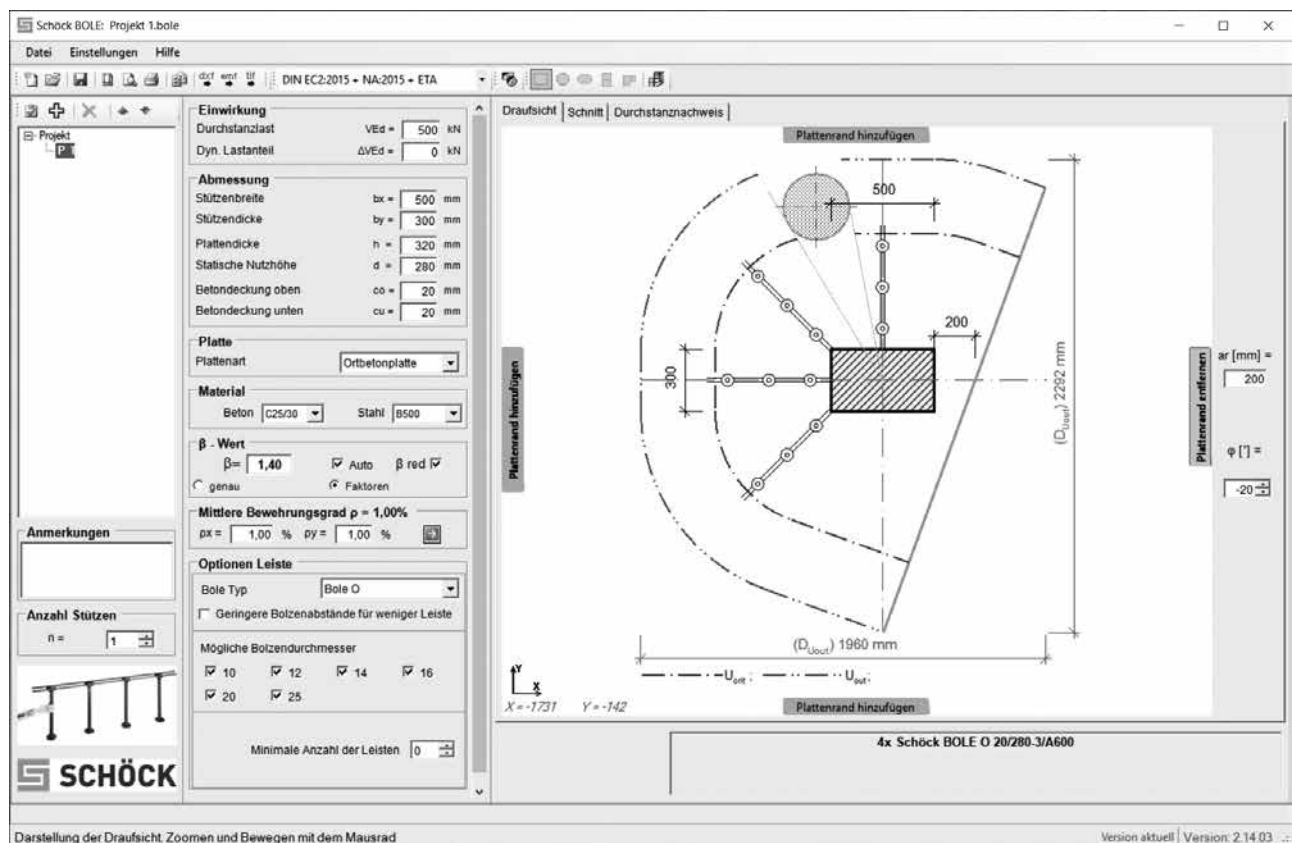 Schöck BOLE: Projekt 1.bole
Datei Einstellungen Hilfe
dxf emf tif DIN EC2:2015 + NA:2015 + ETA
Projekt
P
Anmerkungen
Anzahl Stützen
n = 1
SCHÖCK
Einwirkung
Durchstanzlast VEd = 500 kN
Dyn. Lastanteil ΔVEd = 0 kN
Abmessung
Stützenbreite bx = 500 mm
Stützendicke by = 300 mm
Plattendicke h = 320 mm
Statische Nutzhöhe d = 280 mm
Betondeckung oben co = 20 mm
Betondeckung unten cu = 20 mm
Platte
Plattenart Ortbetonplatte
Material
Beton C25/30 Stahl B500
β - Wert
β= 1,40 Auto β red
genau Faktoren
Mittlere Bewehrungsgrad ρ = 1,00%
ρx = 1,00 % ρy = 1,00 %
Optionen Leiste
Bole Typ Bole O
Geringere Bolzenabstände für weniger Leiste
Mögliche Bolzendurchmesser
10 12 14 16
20 25
Minimale Anzahl der Leisten 0
Draufsicht Schnitt Durchstanznachweis
Plattenrand hinzufügen
500
200
300
Plattenrand hinzufügen
(D_Uout) 2292 mm
Plattenrand entfernen
ar [mm] =
200
φ [°] =
-20
(D_Uout) 1960 mm
U_crit : U_out :
Y
X
X = -1731 Y = -142
Plattenrand hinzufügen
4x Schöck BOLE O 20/280-3/A600
Darstellung der Draufsicht. Zoomen und Bewegen mit dem Mausrad
Version aktuell Version: 2.14.03